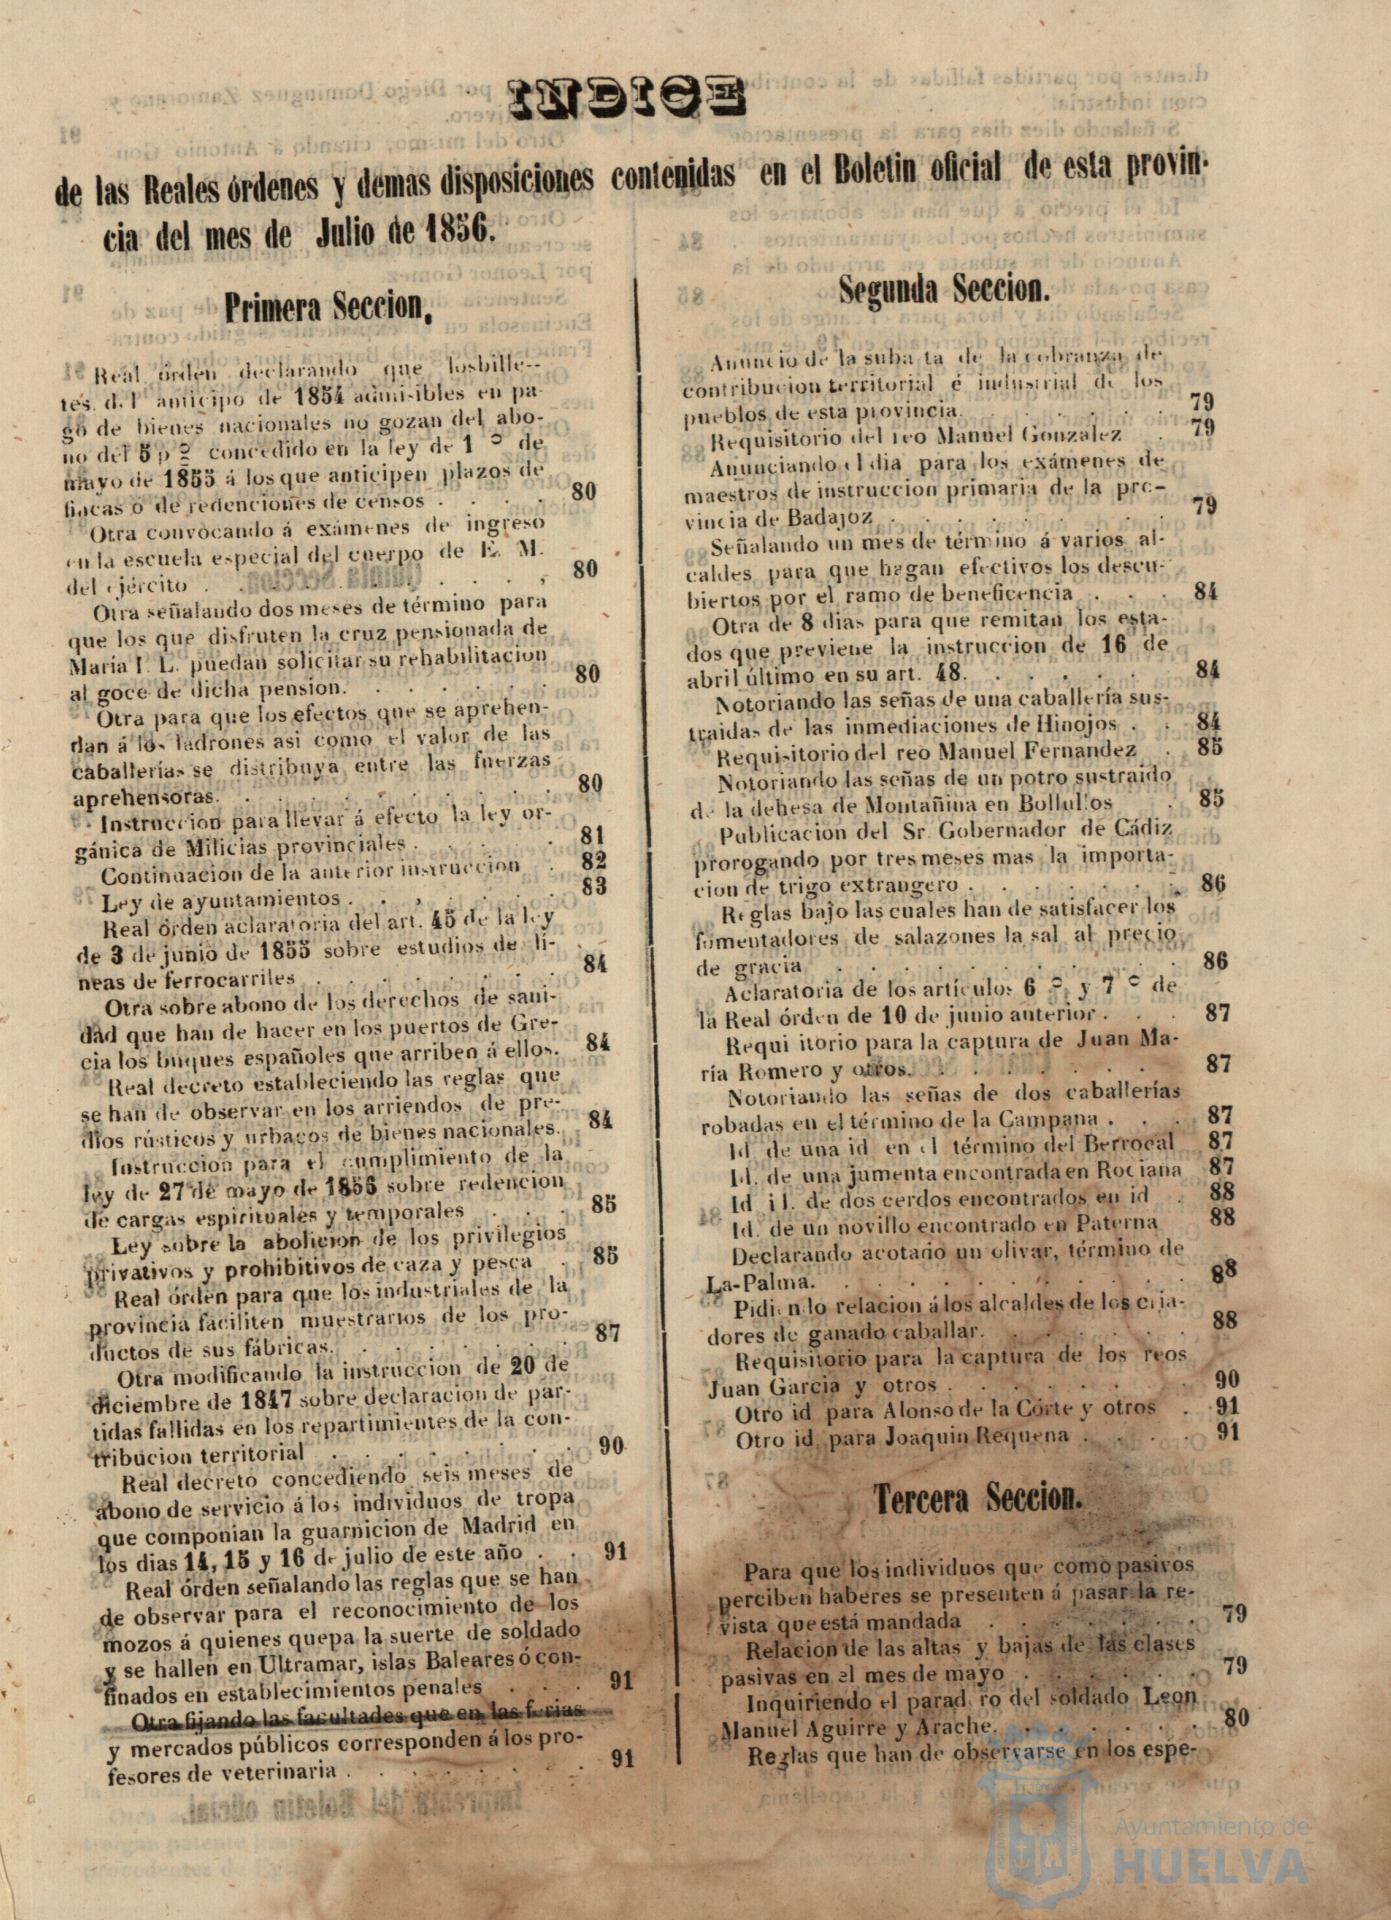 INDICE
de las Reales órdenes y demas disposiciones contenidas en el Boletin oficial de esta provin-
cia del mes de Julio de 1856.
Primera Seccion.
Real órden declarando que losbille--
tes del anticipo de 1854 admisibles en pa-
go de bienes nacionales no gozan del abo-
no del 5 p º/o concedido en la ley de 1 º de
mayo de 1855 á los que anticipen plazos de
fincas ó de redenciones de censos . . . . 80
Otra convocando á exámenes de ingreso
en la escuela especial del cuerpo de E. M.
del ejército . . . . . . . . 80
Otra señalando dos meses de término para
que los que disfruten la cruz pensionada de
María I. L. puedan solicitar su rehabilitacion
al goce de dicha pension. . . . . . . 80
Otra para que los efectos que se aprehen-
dan á los ladrones asi como el valor de las
caballerías se distribuya entre las fuerzas
aprehensoras. . . . . . . . . . 80
Instruccion para llevar á efecto la ley or-
gánica de Milicias provinciales . . . . . 81
Continuacion de la anterior instruccion . 82
Ley de ayuntamientos . . . . . . 83
Real órden aclaratoria del art. 45 de la ley
de 3 de junio de 1855 sobre estudios de lí-
neas de ferrocarriles . . . . . . . 84
Otra sobre abono de los derechos de sani-
dad que han de hacer en los puertos de Gre-
cia los buques españoles que arriben á ellos. 84
Real decreto estableciendo las reglas que
se han de observar en los arriendos de pre-
dios rústicos y urbacos de bienes nacionales. 84
Instruccion para el cumplimiento de la
ley de 27 de mayo de 1856 sobre redencion
de cargas espirituales y temporales . . . 85
Ley sobre la abolicion de los privilegios
privativos y prohibitivos de caza y pesca . 85
Real órden para que los industriales de la
provincia faciliten muestrarios de los pro-
ductos de sus fábricas. . . . . . . . 87
Otra modificando la instruccion de 20 de
diciembre de 1847 sobre declaracion de par-
tidas fallidas en los repartimientes de la con-
tribucion territorial . . . . . . . 90
Real decreto concediendo seis meses de
abono de servicio á los individuos de tropa
que componian la guarnicion de Madrid en
los dias 14, 15 y 16 de julio de este año . . 91
Real órden señalando las reglas que se han
de observar para el reconocimiento de los
mozos á quienes quepa la suerte de soldado
y se hallen en Ultramar, islas Baleares ó con-
finados en establecimientos penales . . . 91
Otra fijando las facultades que en las ferias
y mercados públicos corresponden á los pro-
fesores de veterinaria . . . . . . . 91
Segunda Seccion.
Anuncio de la suba ta de la cobranza de
contribucion territorial é industrial de los
pueblos de esta provincia. . . . . . . 79
Requisitorio del reo Manuel Gonzalez . 79
Anunciando el dia para los exámenes de
maestros de instruccion primaria de la pro-
vincia de Badajoz . . . . . . . . 79
Señalando un mes de término á varios al-
caldes para que hagan efectivos los descu-
biertos por el ramo de beneficencia . . . 84
Otra de 8 dias para que remitan los esta-
dos que previene la instruccion de 16 de
abril último en su art. 48. . . . . . 84
Notoriando las señas de una caballería sus-
traidas de las inmediaciones de Hinojos . . 84
Requisitorio del reo Manuel Fernandez . 85
Notoriando las señas de un potro sustraido
de la dehesa de Montañina en Bollullos . 85
Publicacion del Sr. Gobernador de Cádiz
prorogando por tres meses mas la importa-
cion de trigo extrangero . . . . . . . 86
Reglas bajo las cuales han de satisfacer los
fomentadores de salazones la sal al precio
de gracia . . . . . . . . . . 86
Aclaratoria de los artículos 6 º y 7 º de
la Real órden de 10 de junio anterior . . . 87
Requi itorio para la captura de Juan Ma-
ría Romero y otros. . . . . . . . 87
Notoriando las señas de dos caballerías
robadas en el término de la Campana . . . 87
Id. de una id en el término del Berrocal 87
Id. de una jumenta encontrada en Rociana 87
Id id. de dos cerdos encontrados en id . 88
Id. de un novillo encontrado en Paterna 88
Declarando acotado un olivar, término de
La-Palma. . . . . . . . . . . 88
Pidiendo relacion á los alcaldes de los cria-
dores de ganado caballar. . . . . . . 88
Requisitorio para la captura de los reos
Juan Garcia y otros . . . . . . . . 90
Otro id para Alonso de la Córte y otros . 91
Otro id. para Joaquin Requena . . . . 91
Tercera Seccion.
Para que los individuos que como pasivos
perciben haberes se presenten á pasar la re-
vista que está mandada . . . . . . . 79
Relacion de las altas y bajas de las clases
pasivas en el mes de mayo . . . . . . 79
Inquiriendo el parad ro del soldado Leon
Manuel Aguirre y Arache. . . . . . . 80
Reglas que han de observarse en los espe-
Ayuntamiento de
HUELVA